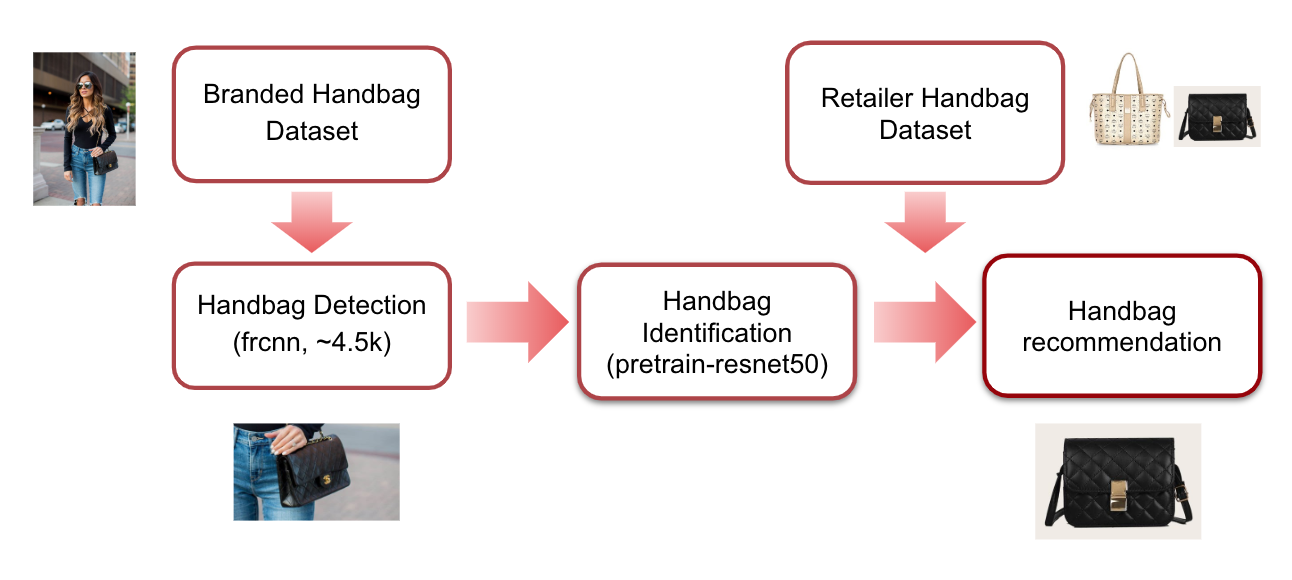 Branded Handbag
Dataset
Retailer Handbag
Dataset
Handbag Detection
(frcnn, ~4.5k)
Handbag
Identification
(pretrain-resnet50)
Handbag
recommendation